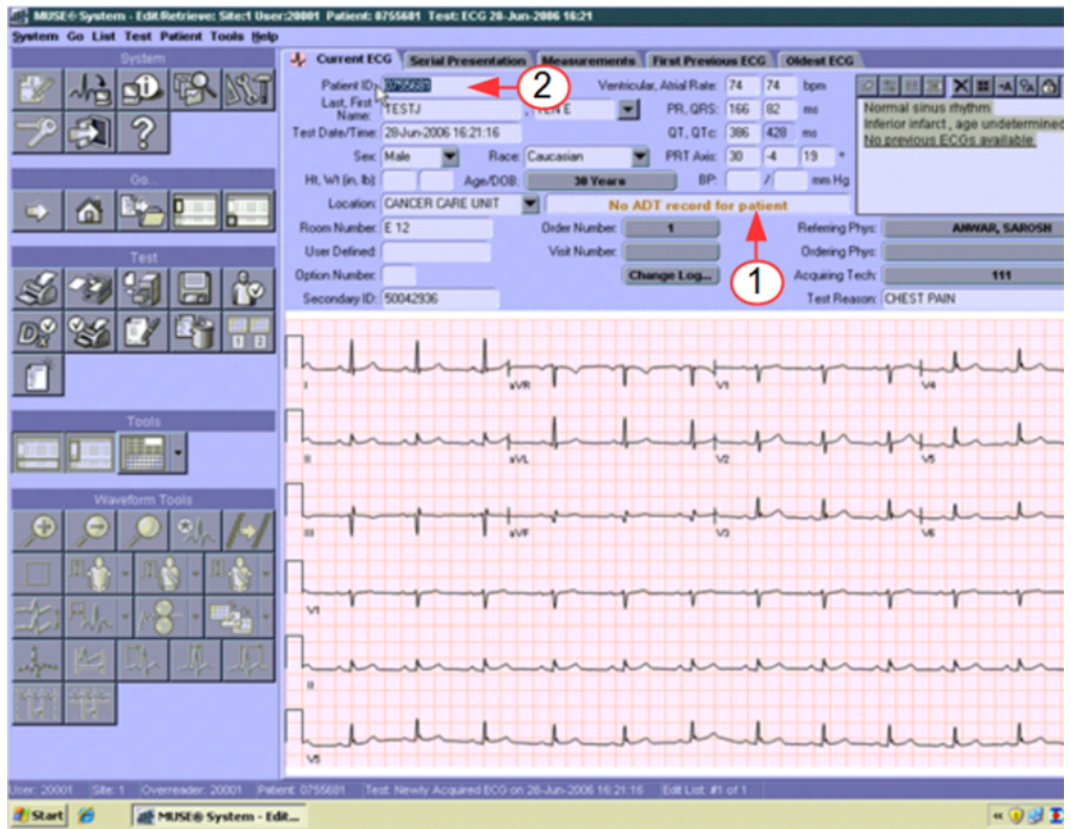 MUSE® System - Edit/Retrieve: Site:1 User:20001 Patient: 0755681 Test: ECG 28-Jun-2006 16:21
System Go List Test Patient Tools Help
System
Go...
Test
Tools
Waveform Tools
Current ECG Serial Presentation Measurements First Previous ECG Oldest ECG
Patient ID: 0755681 2 Ventricular, Atrial Rate: 74 74 bpm
Last, First Name: TESTJ , E PR, QRS: 166 82 ms
Test Date/Time: 28-Jun-2006 16:21:16 QT, QTc: 386 428 ms
Sex: Male Race: Caucasian PRT Axis: 30 -4 19 °
Ht, Wt (in, lb): Age/DOB: 38 Years BP: / mm Hg
Location: CANCER CARE UNIT No ADT record for patient
Room Number: E 12 Order Number: 1 Referring Phys: ANWAR, SAROSH
User Defined: Visit Number: Ordering Phys:
Option Number: Change Log... 1 Acquiring Tech: 111
Secondary ID: 50042936 Test Reason: CHEST PAIN
Normal sinus rhythm
Inferior infarct , age undetermined
No previous ECGs available
I aVR V1 V4
II aVL V2 V5
III aVF V3 V6
V1
II
V5
User: 20001 Site: 1 Overreader: 20001 Patient: 0755681 Test: Newly Acquired ECG on 28-Jun-2006 16:21:16 Edit List: #1 of 1
Start MUSE® System - Edit...